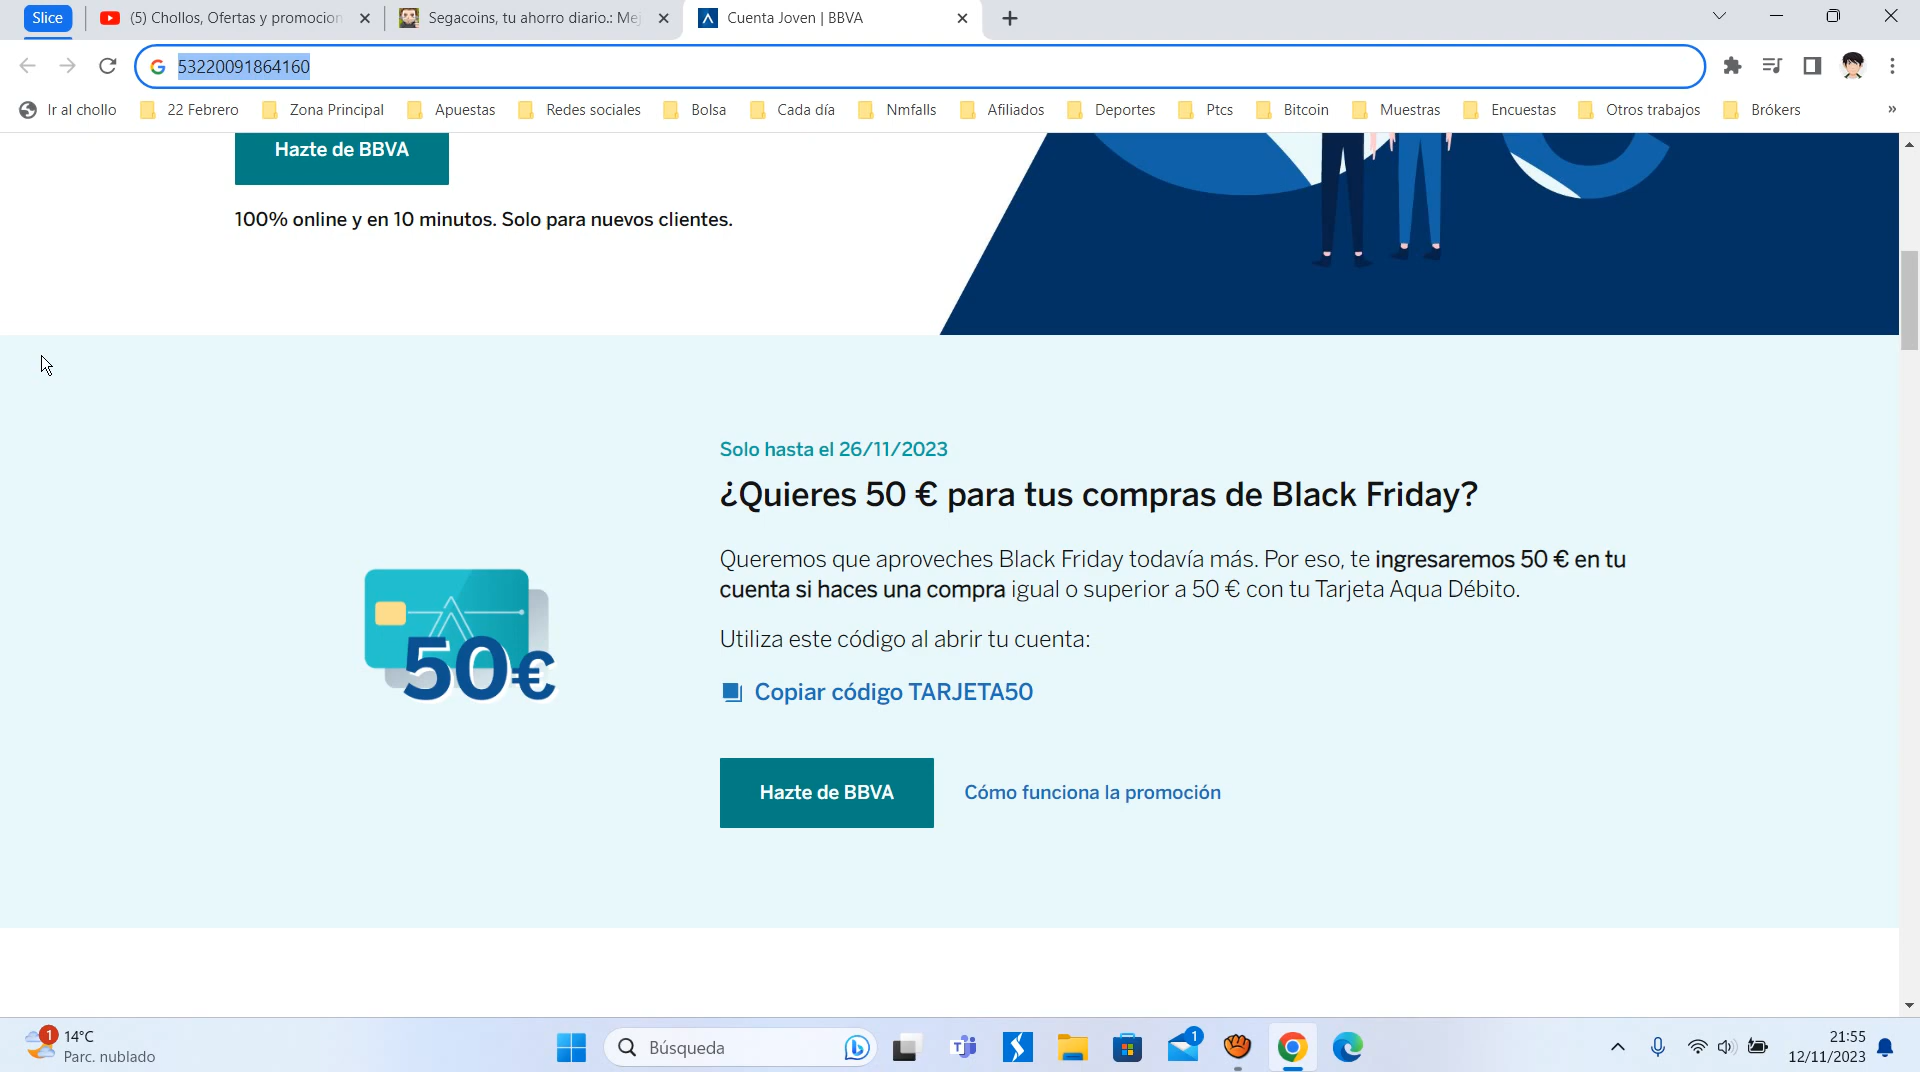 Slice
(5) Chollos, Ofertas y promocion
Segacoins, tu ahorro diario.: Mej
Cuenta Joven | BBVA
53220091864160
Ir al chollo
22 Febrero
Zona Principal
Apuestas
Redes sociales
Bolsa
Cada día
Nmfalls
Afiliados
Deportes
Ptcs
Bitcoin
Muestras
Encuestas
Otros trabajos
Brókers
»
Hazte de BBVA
100% online y en 10 minutos. Solo para nuevos clientes.
Solo hasta el 26/11/2023
¿Quieres 50 € para tus compras de Black Friday?
Queremos que aproveches Black Friday todavía más. Por eso, te ingresaremos 50 € en tu
cuenta si haces una compra igual o superior a 50 € con tu Tarjeta Aqua Débito.
50€
Utiliza este código al abrir tu cuenta:
Copiar código TARJETA50
Hazte de BBVA
Cómo funciona la promoción
1
14°C
Parc. nublado
Búsqueda
1
21:55
12/11/2023